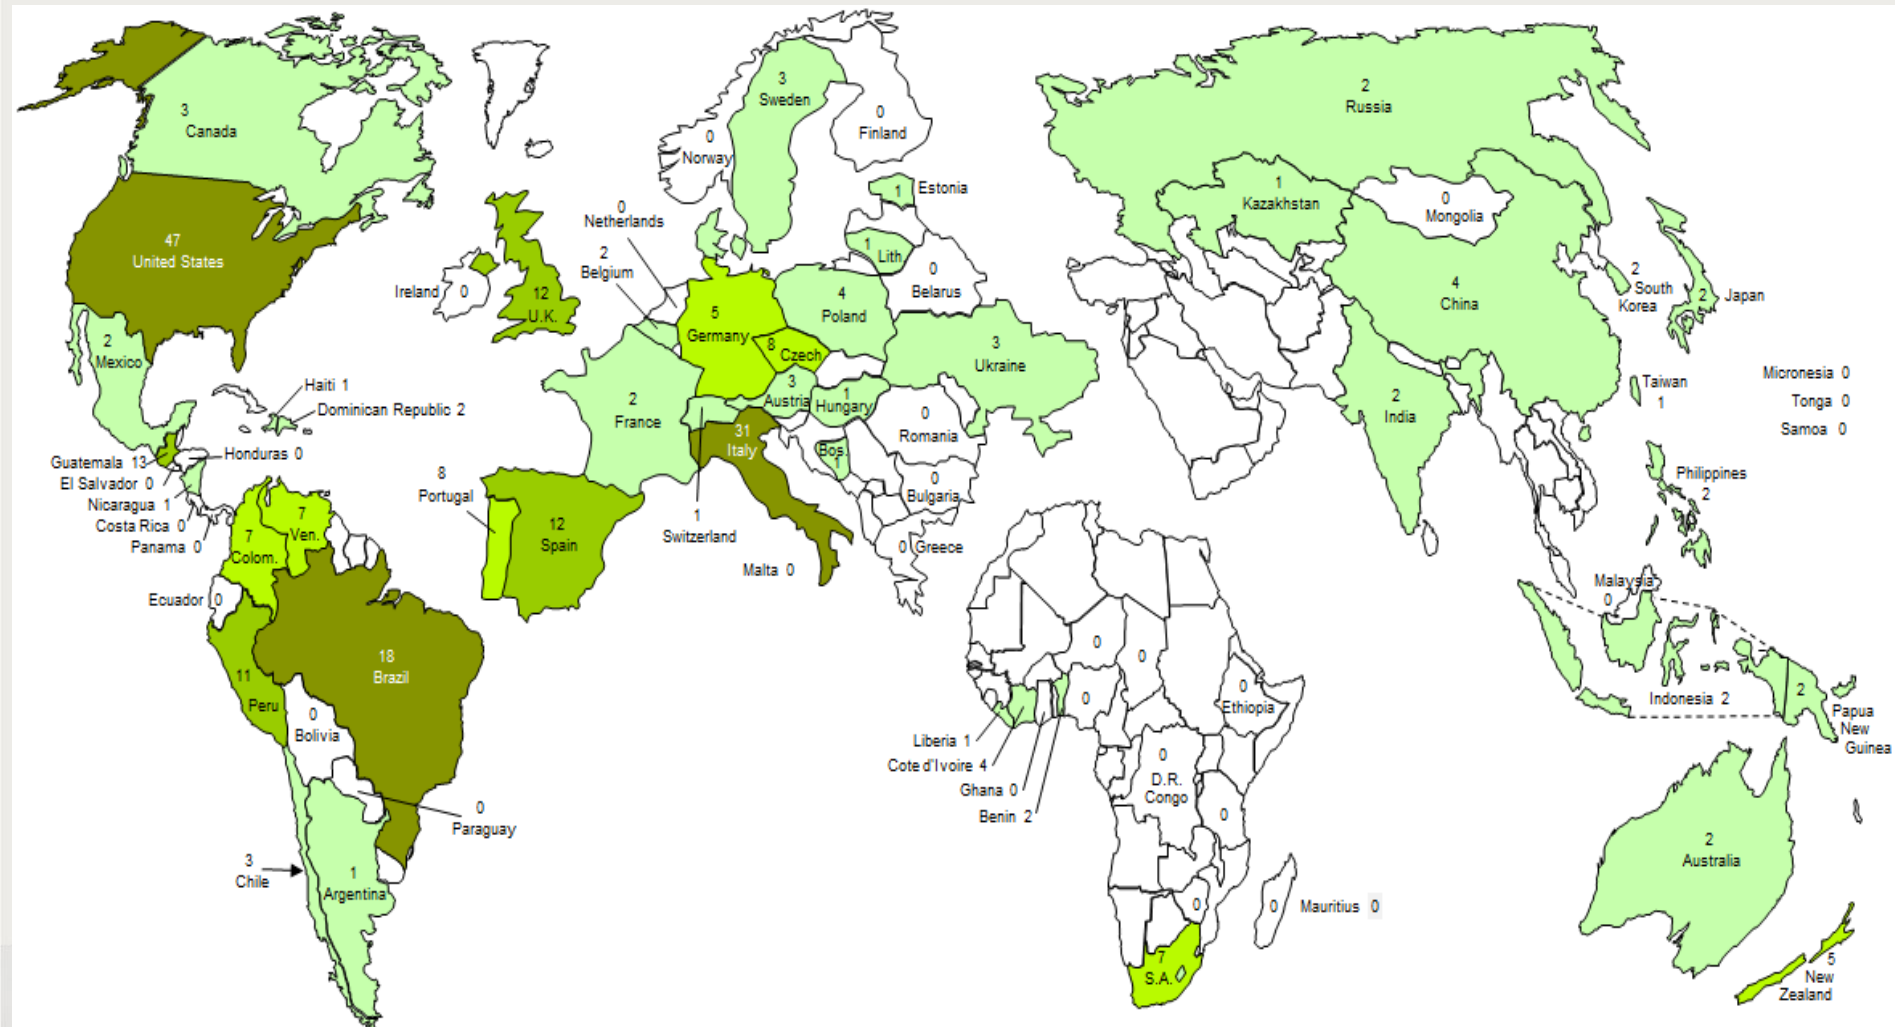 3
Canada
47
United States
2
Mexico
Haiti 1
Dominican Republic 2
Guatemala 13
Honduras 0
El Salvador 0
Nicaragua 1
Costa Rica 0
Panama 0
7
Colom.
7
Ven.
Ecuador 0
18
Brazil
11
Peru
0
Bolivia
0
Paraguay
3
Chile
1
Argentina
3
Sweden
0
Norway
0
Finland
1 Estonia
1
Lith.
0
Belarus
0
Netherlands
2
Belgium
Ireland 0
12
U.K.
5
Germany
4
Poland
8
Czech
3
Ukraine
3
Austria
1
Hungary
2
France
31
Italy
0
Romania
Bos.
1
0
Bulgaria
8
Portugal
12
Spain
1
Switzerland
Malta 0
0 Greece
2
Russia
1
Kazakhstan
0
Mongolia
4
China
2
South
Korea
2
Japan
2
India
Taiwan
1
Micronesia 0
Tonga 0
Samoa 0
Philippines
2
Malaysia
0
Indonesia 2
2
Papua
New
Guinea
0
0
0
0
Ethiopia
Liberia 1
Cote d'Ivoire 4
Ghana 0
Benin 2
0
D.R.
Congo
0
0
0
Mauritius 0
7
S.A.
2
Australia
5
New
Zealand